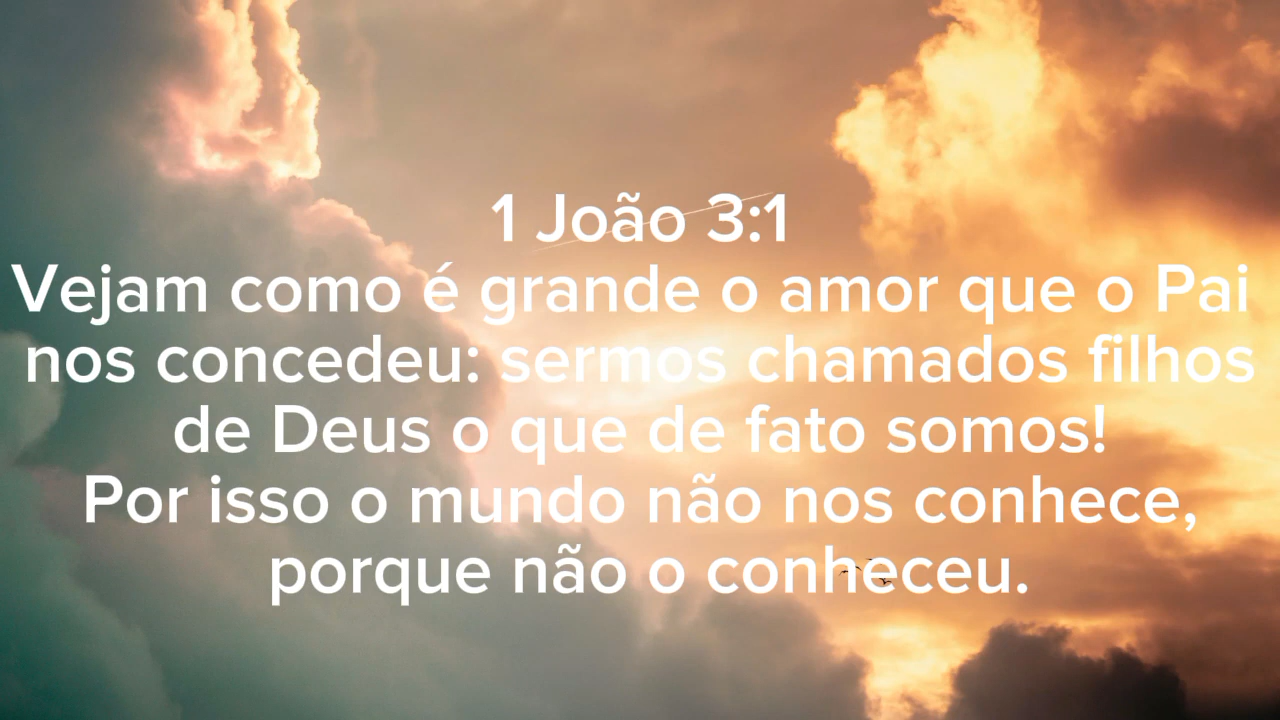 1 João 3:1
Vejam como é grande o amor que o Pai
nos concedeu: sermos chamados filhos
de Deus o que de fato somos!
Por isso o mundo não nos conhece,
porque não o conheceu.